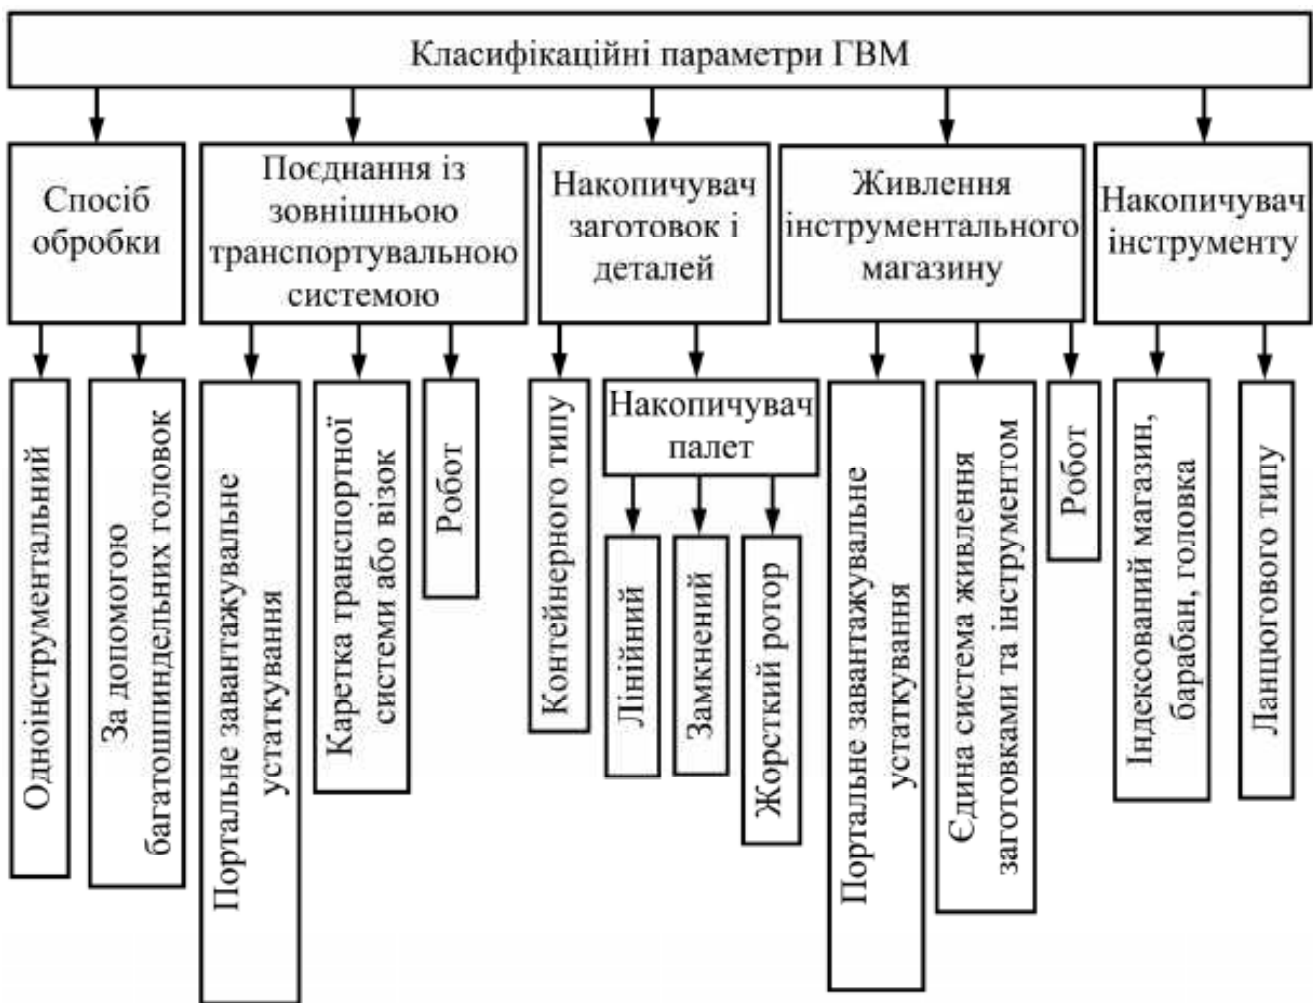 Класифікаційні параметри ГВМ
Спосіб
обробки
Поєднання із
зовнішньою
транспортувальною
системою
Накопичувач
заготовок і
деталей
Живлення
інструментального
магазину
Накопичувач
інструменту
Одноінструментальний
За допомогою
багатошпиндельних головок
Портальне завантажувальне
устаткування
Каретка транспортної
системи або візок
Робот
Контейнерного типу
Накопичувач
палет
Лінійний
Замкнений
Жорсткий ротор
Портальне завантажувальне
устаткування
Єдина система живлення
заготовками та інструментом
Робот
Індексований магазин,
барабан, головка
Ланцюгового типу